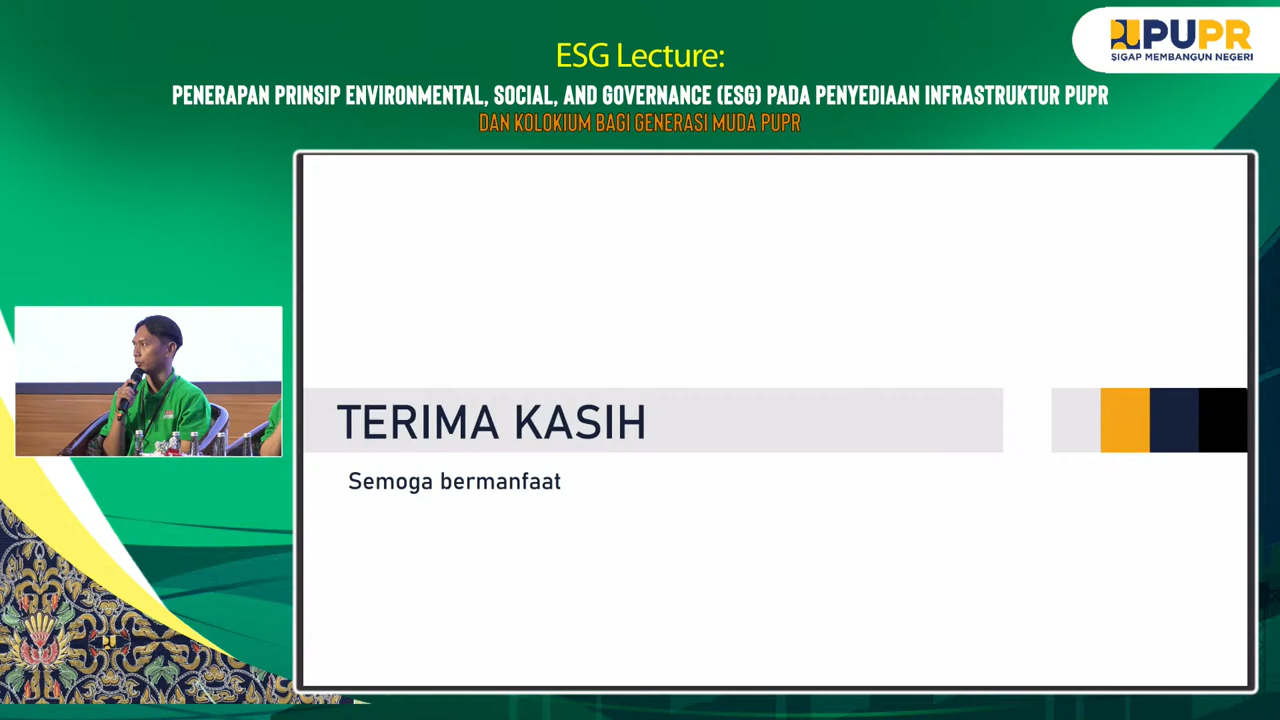 ESG Lecture:
PENERAPAN PRINSIP ENVIRONMENTAL, SOCIAL, AND GOVERNANCE (ESG) PADA PENYEDIAAN INFRASTRUKTUR PUPR
DAN KOLOKIUM BAGI GENERASI MUDA PUPR
PUPR
SIGAP MEMBANGUN NEGERI
TERIMA KASIH
Semoga bermanfaat